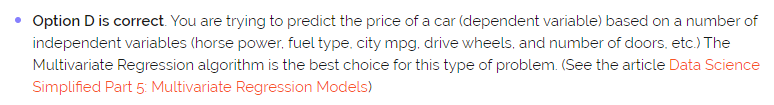 Option D is correct. You are trying to predict the price of a car (dependent variable) based on a number of
independent variables (horse power, fuel type, city mpg, drive wheels, and number of doors, etc.) The
Multivariate Regression algorithm is the best choice for this type of problem. (See the article Data Science
Simplified Part 5: Multivariate Regression Models)